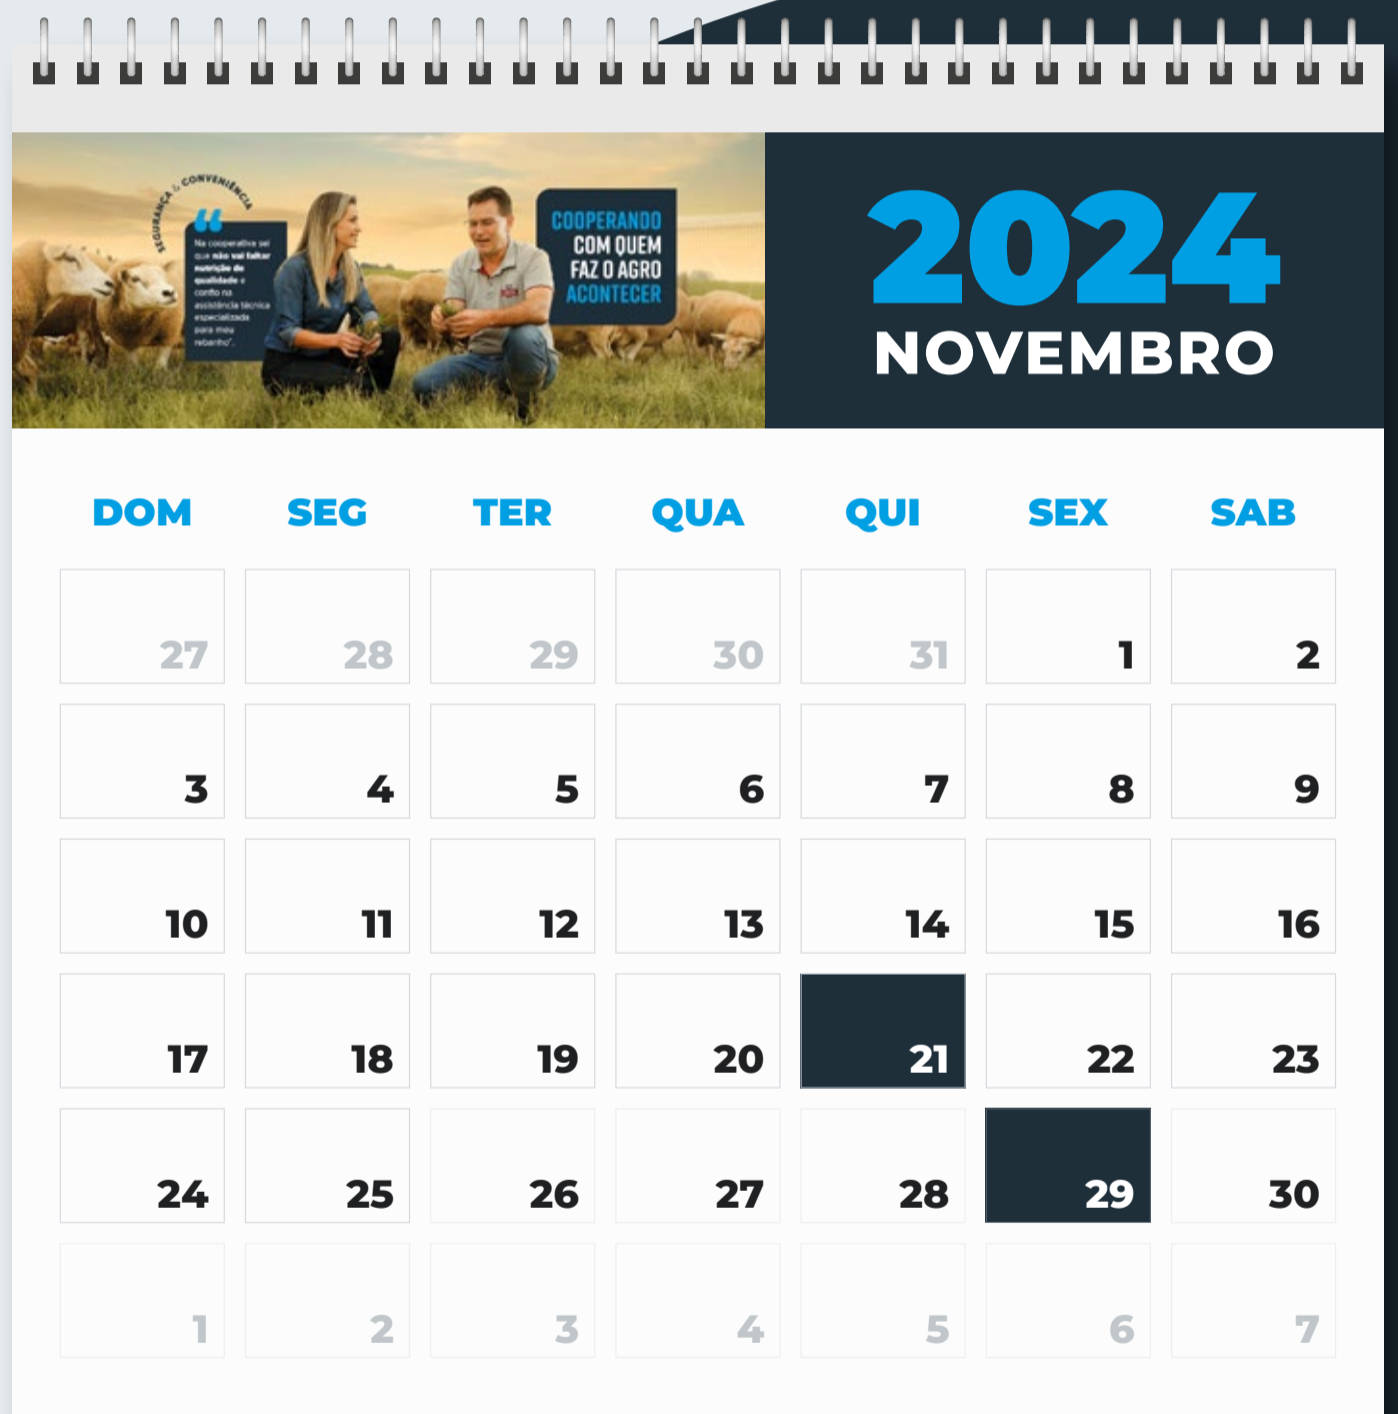 SEGURANÇA & CONVENIÊNCIA
Na cooperativa sei
que não vai faltar
nutrição de
qualidade e
confio na
assistência técnica
especializada
para meu
rebanho".
COOPERANDO
COM QUEM
FAZ O AGRO
ACONTECER
2024
NOVEMBRO
DOM SEG TER QUA QUI SEX SAB
27 28 29 30 31 1 2
3 4 5 6 7 8 9
10 11 12 13 14 15 16
17 18 19 20 21 22 23
24 25 26 27 28 29 30
1 2 3 4 5 6 7